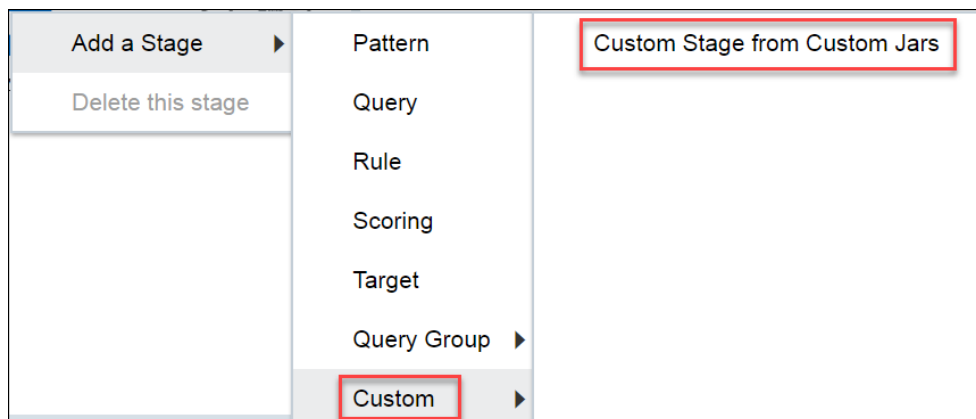 Add a Stage
Delete this stage
Pattern
Query
Rule
Scoring
Target
Query Group
Custom
Custom Stage from Custom Jars